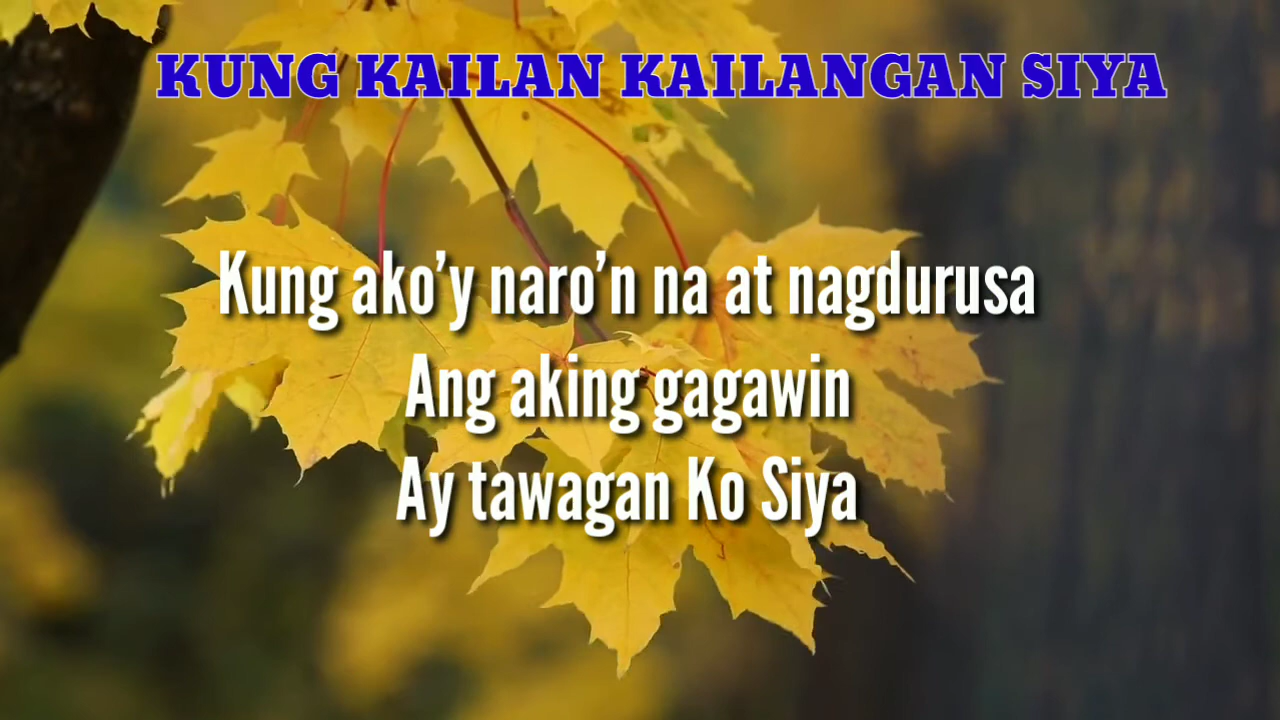 KUNG KAILAN KAILANGAN SIYA
Kung ako’y naro’n na at nagdurusa
Ang aking gagawin
Ay tawagan Ko Siya